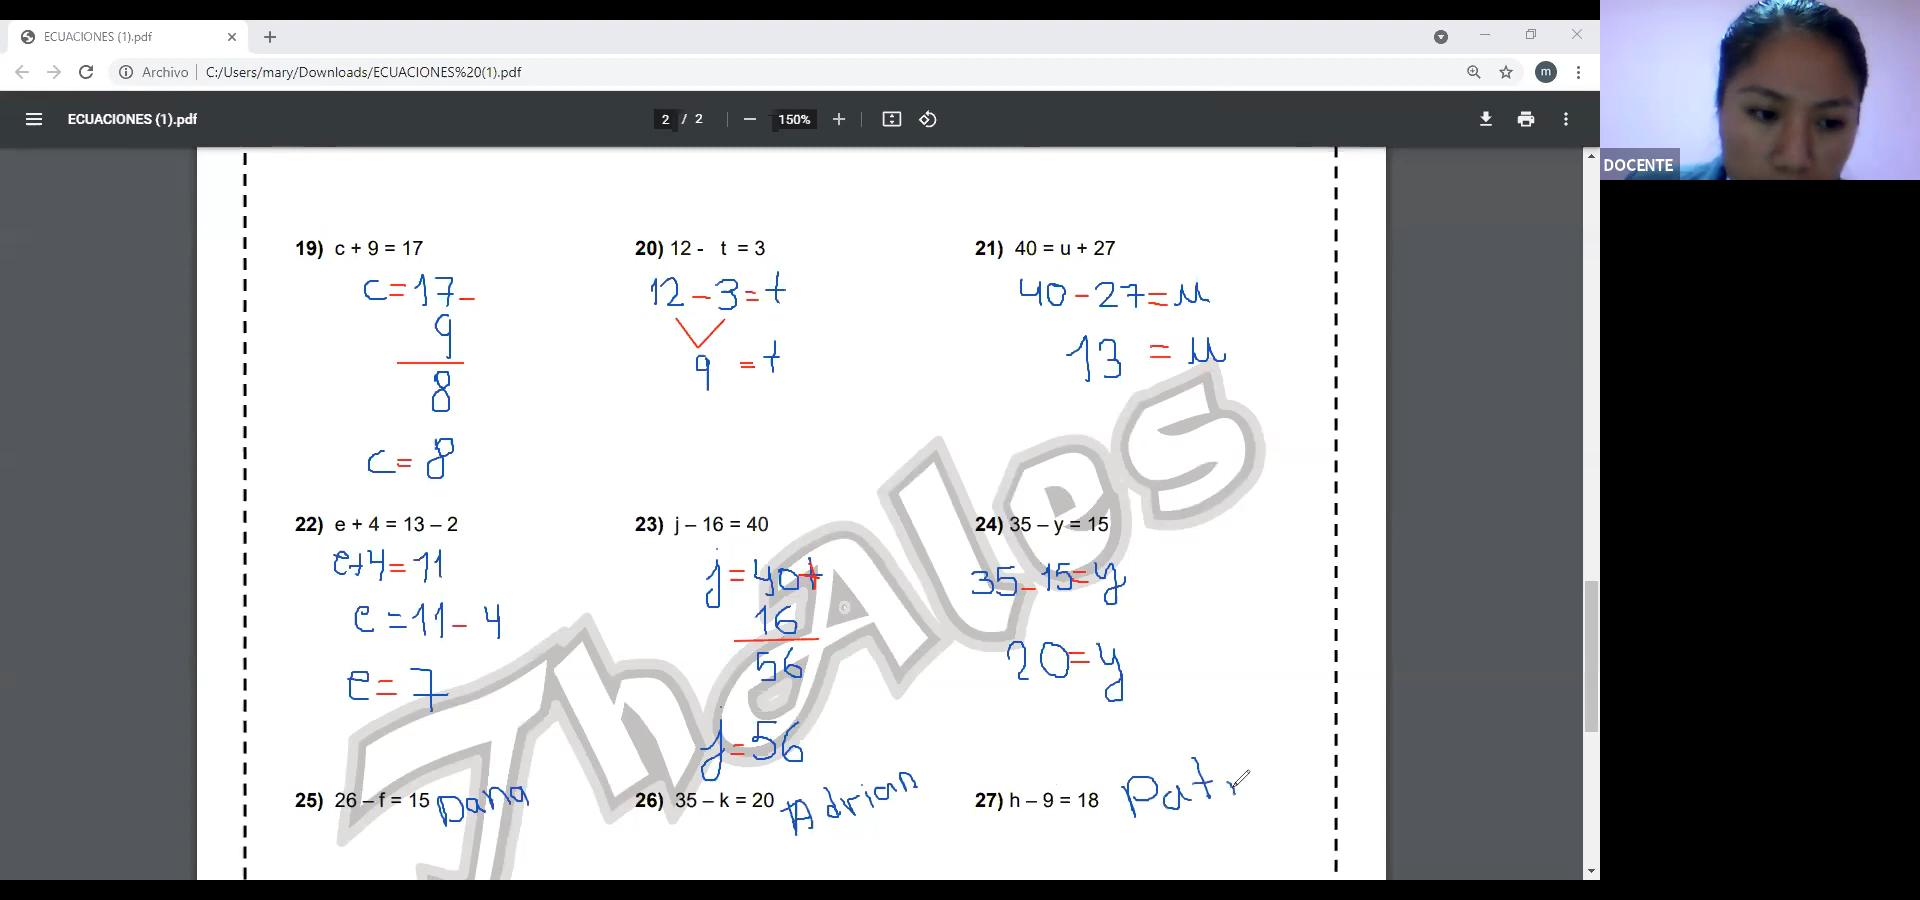 ECUACIONES (1).pdf
Archivo C:/Users/mary/Downloads/ECUACIONES%20(1).pdf
m
ECUACIONES (1).pdf
2 / 2
150%
DOCENTE
19) c + 9 = 17
c = 17 -
9
8
c = 8
20) 12 - t = 3
12 - 3 = t
9 = t
21) 40 = u + 27
40 - 27 = u
13 = u
22) e + 4 = 13 – 2
e+4 = 11
e = 11 - 4
e = 7
23) j – 16 = 40
j = 40+
16
56
j = 56
24) 35 – y = 15
35 - 15 = y
20 = y
25) 26 – f = 15 Dana
26) 35 – k = 20 Adrian
27) h – 9 = 18 Pat
Thales